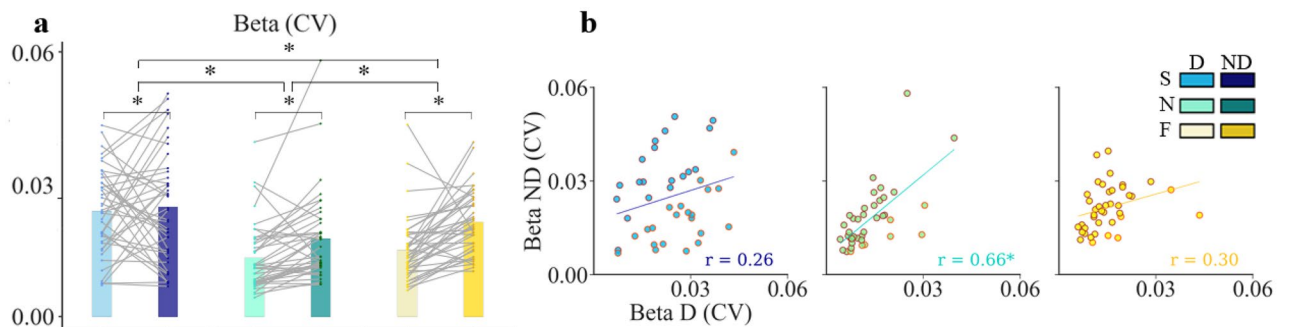 a
Beta (CV)
0.06
0.03
0.00
*
*
*
*
*
*
b
D ND
S
N
F
Beta ND (CV)
0.06
0.03
0.00
r = 0.26
r = 0.66*
r = 0.30
0.03
0.06
0.03
0.06
0.03
0.06
Beta D (CV)